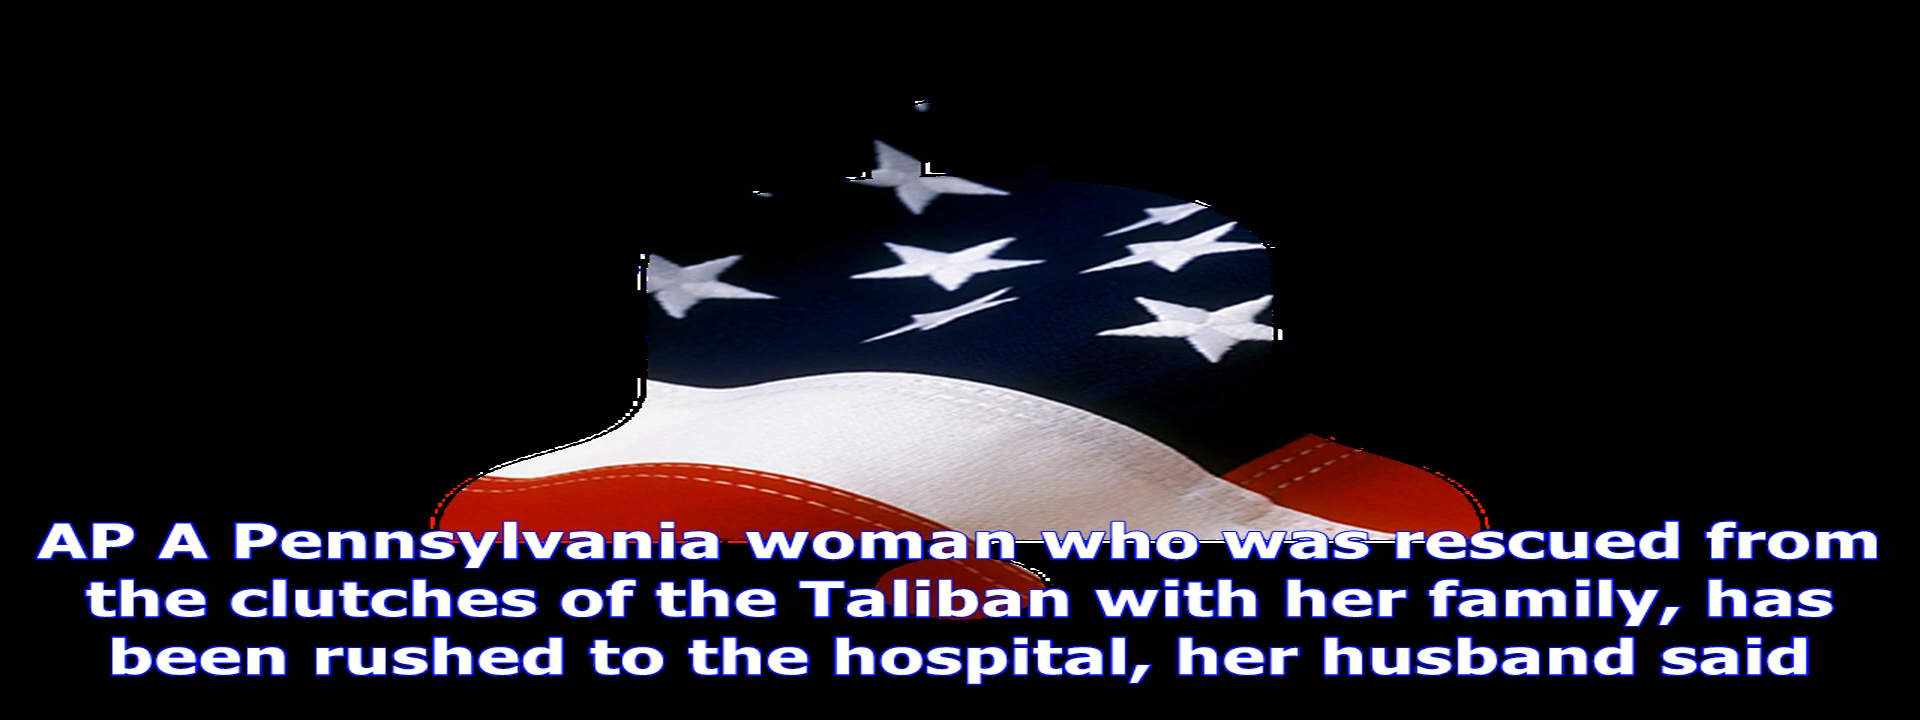 AP A Pennsylvania woman who was rescued from
the clutches of the Taliban with her family, has
been rushed to the hospital, her husband said